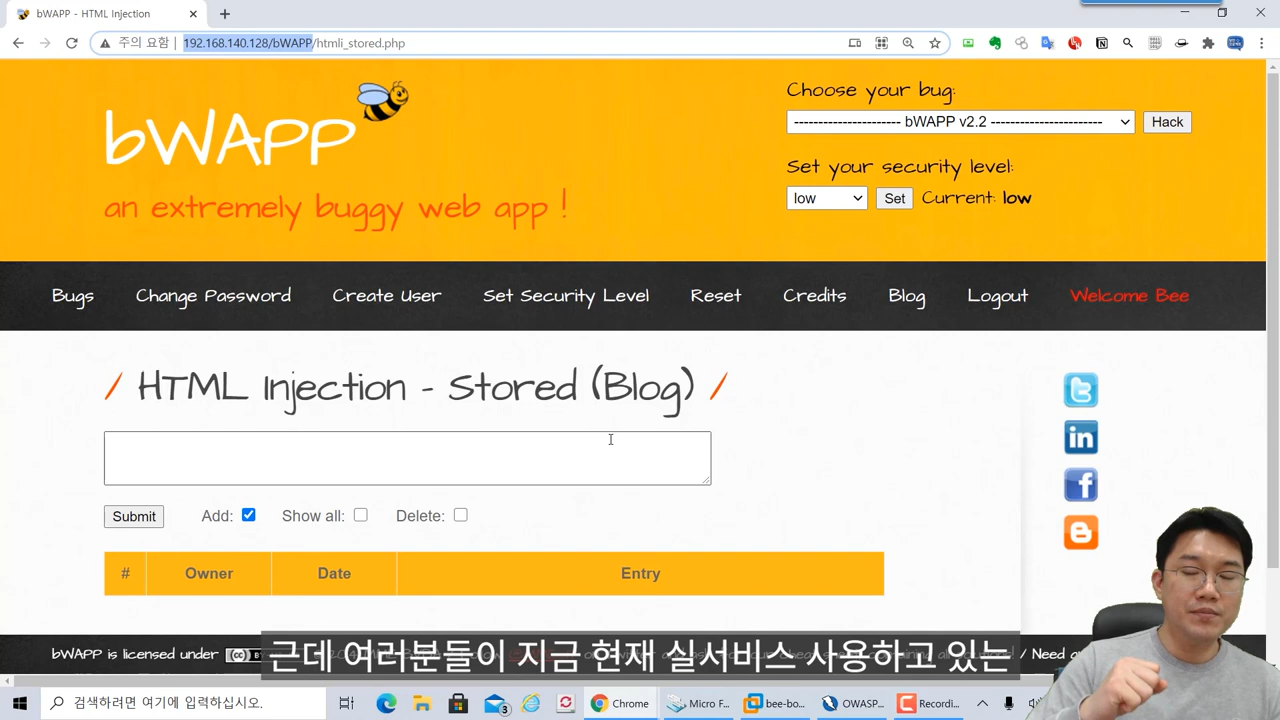 bWAPP - HTML Injection
주의 요함 | 192.168.140.128/bWAPP/htmli_stored.php
bWAPP
an extremely buggy web app !
Choose your bug:
---------------------- bWAPP v2.2 ----------------------- Hack
Set your security level:
low Set Current: low
Bugs Change Password Create User Set Security Level Reset Credits Blog Logout Welcome Bee
/ HTML Injection - Stored (Blog) /
Submit Add: Show all: Delete:
# Owner Date Entry
bWAPP is licensed under
/ Need
근데 여러분들이 지금 현재 실서비스 사용하고 있는
검색하려면 여기에 입력하십시오.
3 Chrome Micro F... bee-bo... OWASP... Recordi...